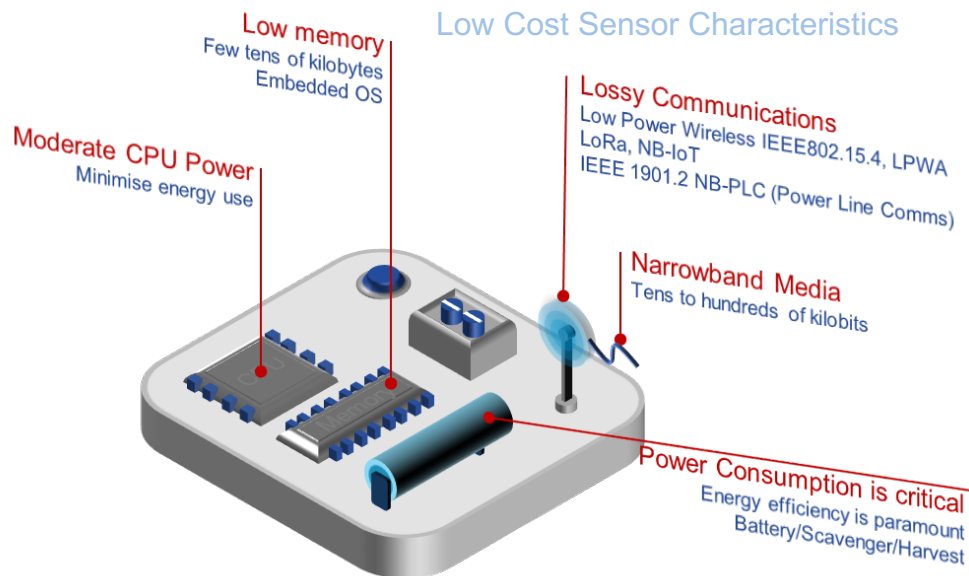 Low Cost Sensor Characteristics
Low memory
Few tens of kilobytes
Embedded OS
Lossy Communications
Low Power Wireless IEEE802.15.4, LPWA
LoRa, NB-IoT
IEEE 1901.2 NB-PLC (Power Line Comms)
Moderate CPU Power
Minimise energy use
Narrowband Media
Tens to hundreds of kilobits
CPU
Memory
Power Consumption is critical
Energy efficiency is paramount
Battery/Scavenger/Harvest